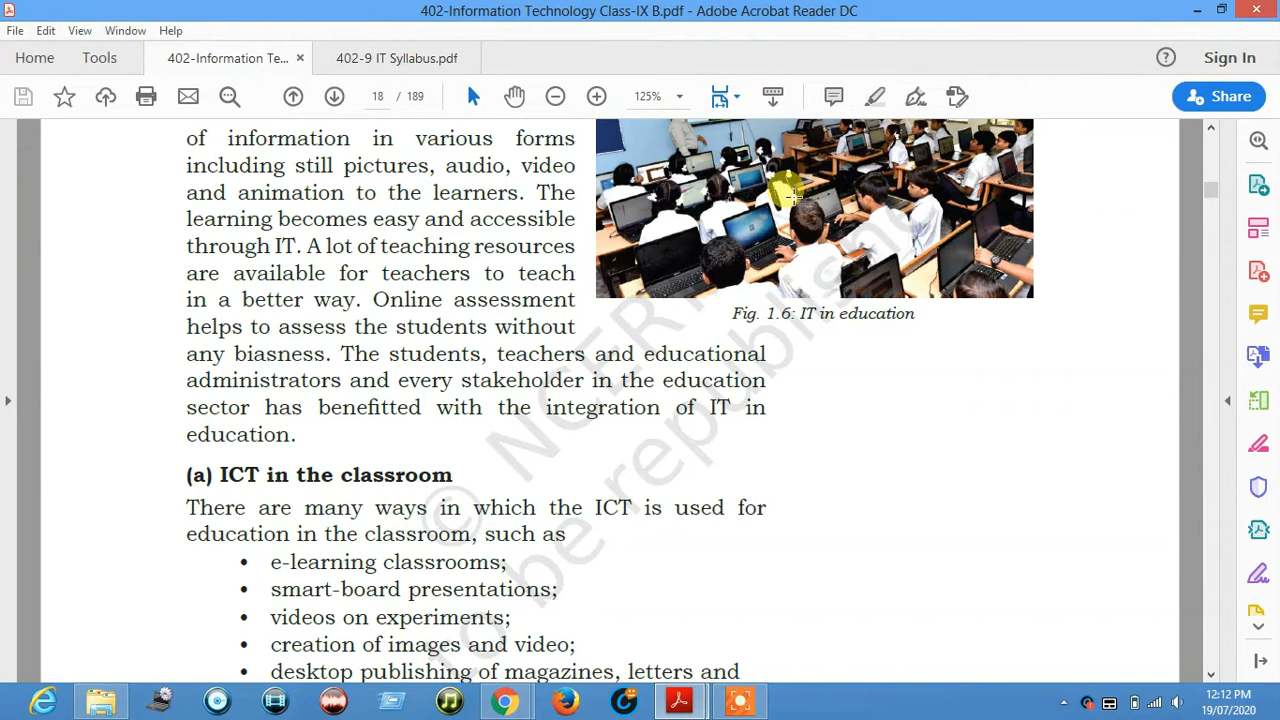 402-Information Technology Class-IX B.pdf - Adobe Acrobat Reader DC
File Edit View Window Help
Home Tools 402-Information Te... × 402-9 IT Syllabus.pdf Sign In
18 / 189 125% Share
of information in various forms
including still pictures, audio, video
and animation to the learners. The
learning becomes easy and accessible
through IT. A lot of teaching resources
are available for teachers to teach
in a better way. Online assessment
helps to assess the students without
any biasness. The students, teachers and educational
administrators and every stakeholder in the education
sector has benefitted with the integration of IT in
education.
Fig. 1.6: IT in education
(a) ICT in the classroom
There are many ways in which the ICT is used for
education in the classroom, such as
• e-learning classrooms;
• smart-board presentations;
• videos on experiments;
• creation of images and video;
• desktop publishing of magazines, letters and
© NCERT
to be republish
12:12 PM
19/07/2020